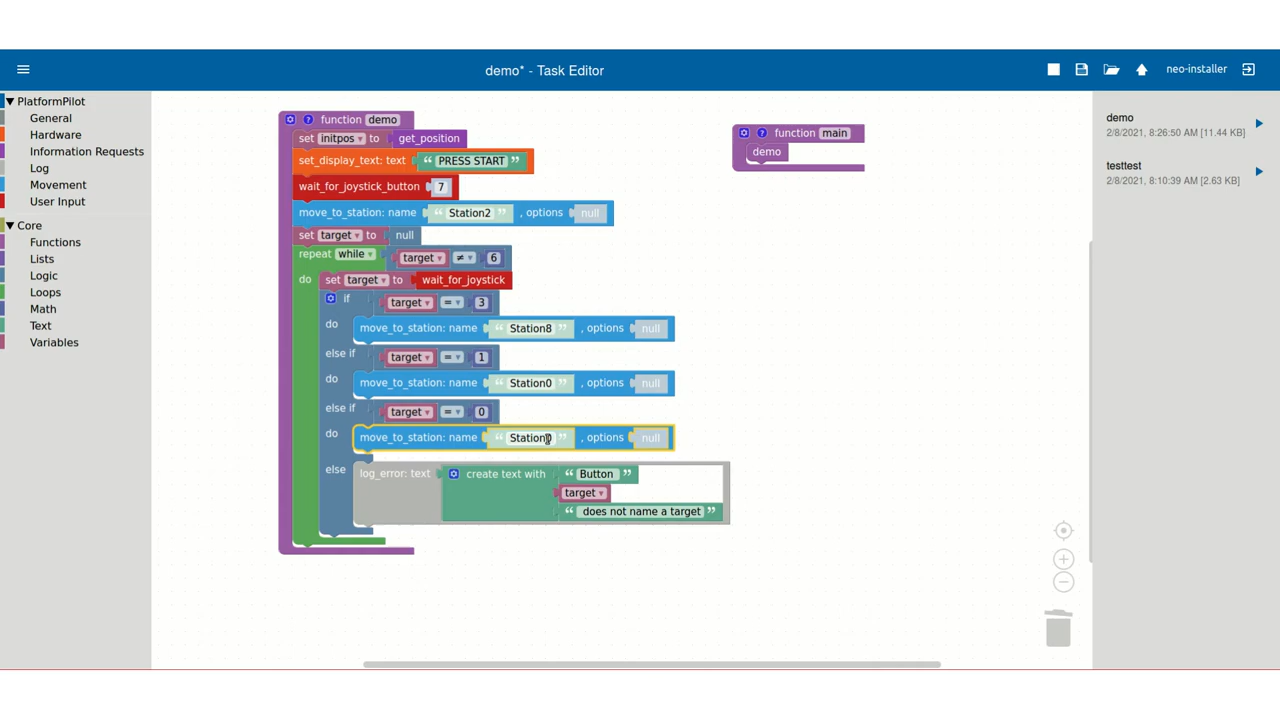 demo* - Task Editor
neo-installer
PlatformPilot
General
Hardware
Information Requests
Log
Movement
User Input
Core
Functions
Lists
Logic
Loops
Math
Text
Variables
function demo
set initpos to get_position
set_display_text: text “ PRESS START ”
wait_for_joystick_button 7
move_to_station: name “ Station2 ” , options null
set target to null
repeat while target ≠ 6
do set target to wait_for_joystick
if target = 3
do move_to_station: name “ Station8 ” , options null
else if target = 1
do move_to_station: name “ Station0 ” , options null
else if target = 0
do move_to_station: name “ Station0 ” , options null
else log_error: text create text with “ Button ”
target
“ does not name a target ”
function main
demo
demo
2/8/2021, 8:26:50 AM [11.44 KB]
testtest
2/8/2021, 8:10:39 AM [2.63 KB]